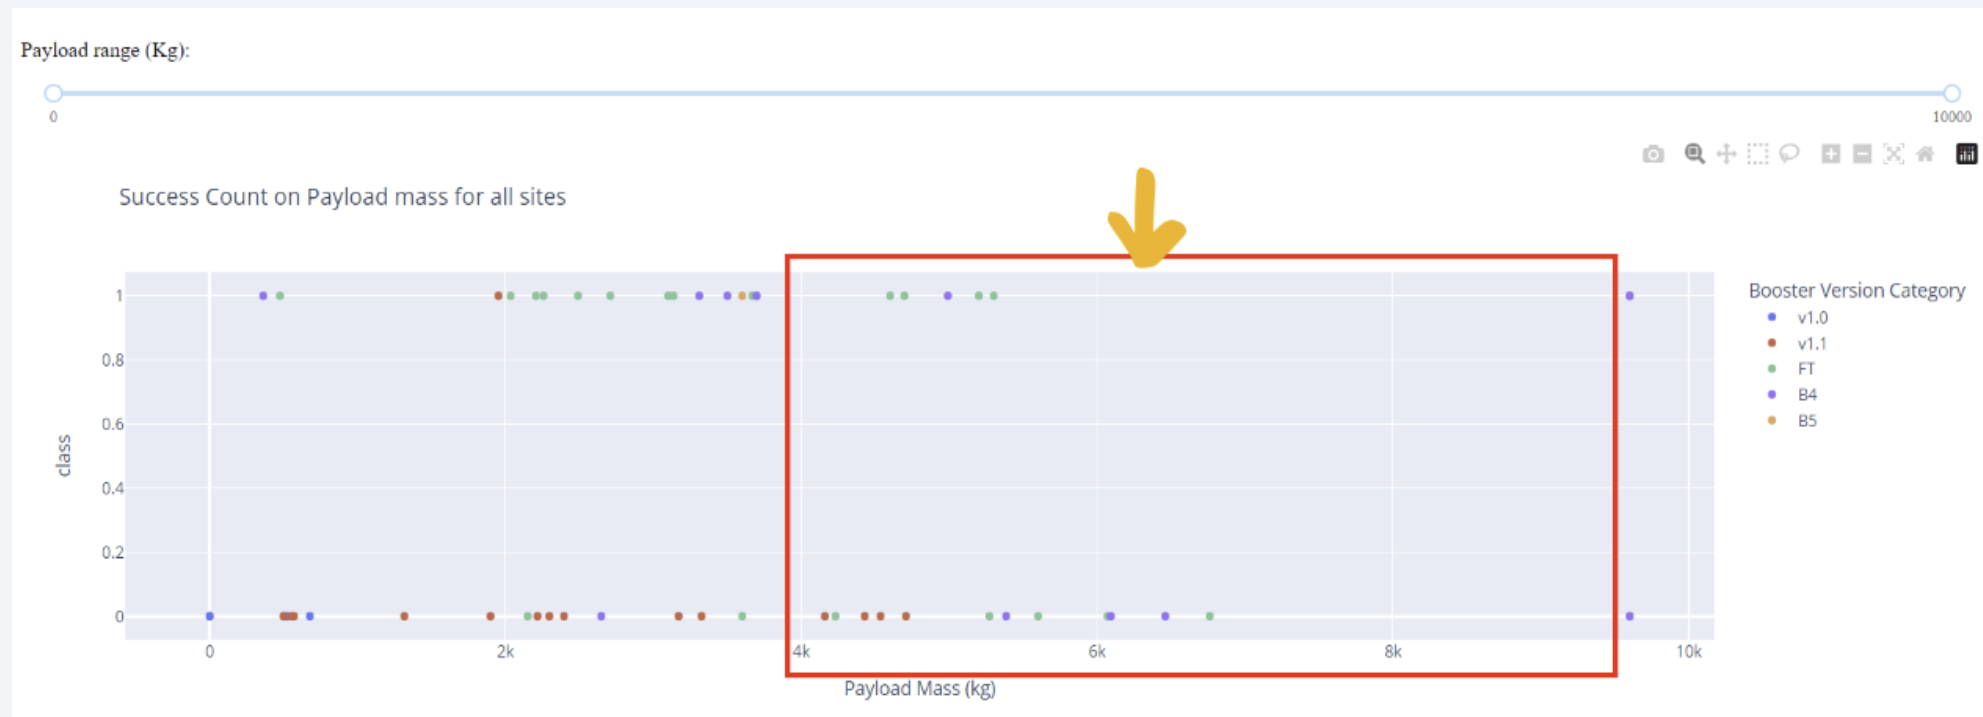 Payload range (Kg):
0
10000
Success Count on Payload mass for all sites
1
0.8
0.6
0.4
0.2
0
class
0
2k
4k
6k
8k
10k
Payload Mass (kg)
Booster Version Category
v1.0
v1.1
FT
B4
B5